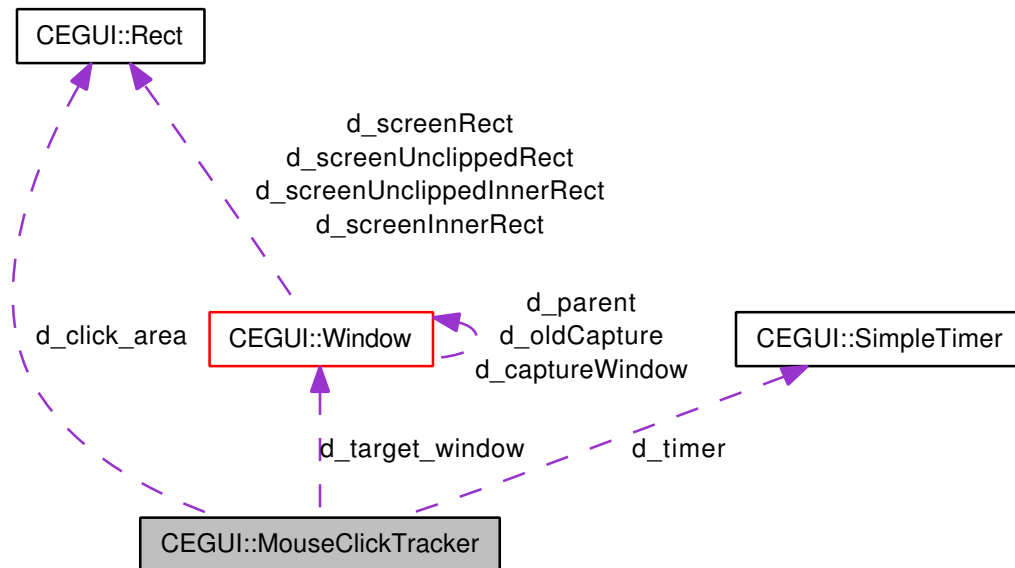 CEGUI::Rect
d_screenRect
d_screenUnclippedRect
d_screenUnclippedInnerRect
d_screenInnerRect
d_click_area
CEGUI::Window
d_parent
d_oldCapture
d_captureWindow
CEGUI::SimpleTimer
d_target_window
d_timer
CEGUI::MouseClickTracker